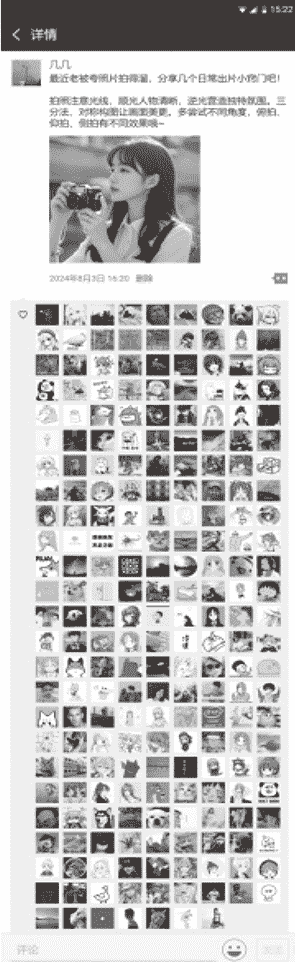 15:22
详情
几几
最近老被夸照片拍得溜，分享几个日常出片小窍门吧！
拍照注意光线，顺光人物清晰，逆光营造独特氛围。三
分法、对称构图让画面美更。多尝试不同角度，俯拍、
仰拍、侧拍有不同效果哦~
2024年8月3日 16:20 删除
评论
发送